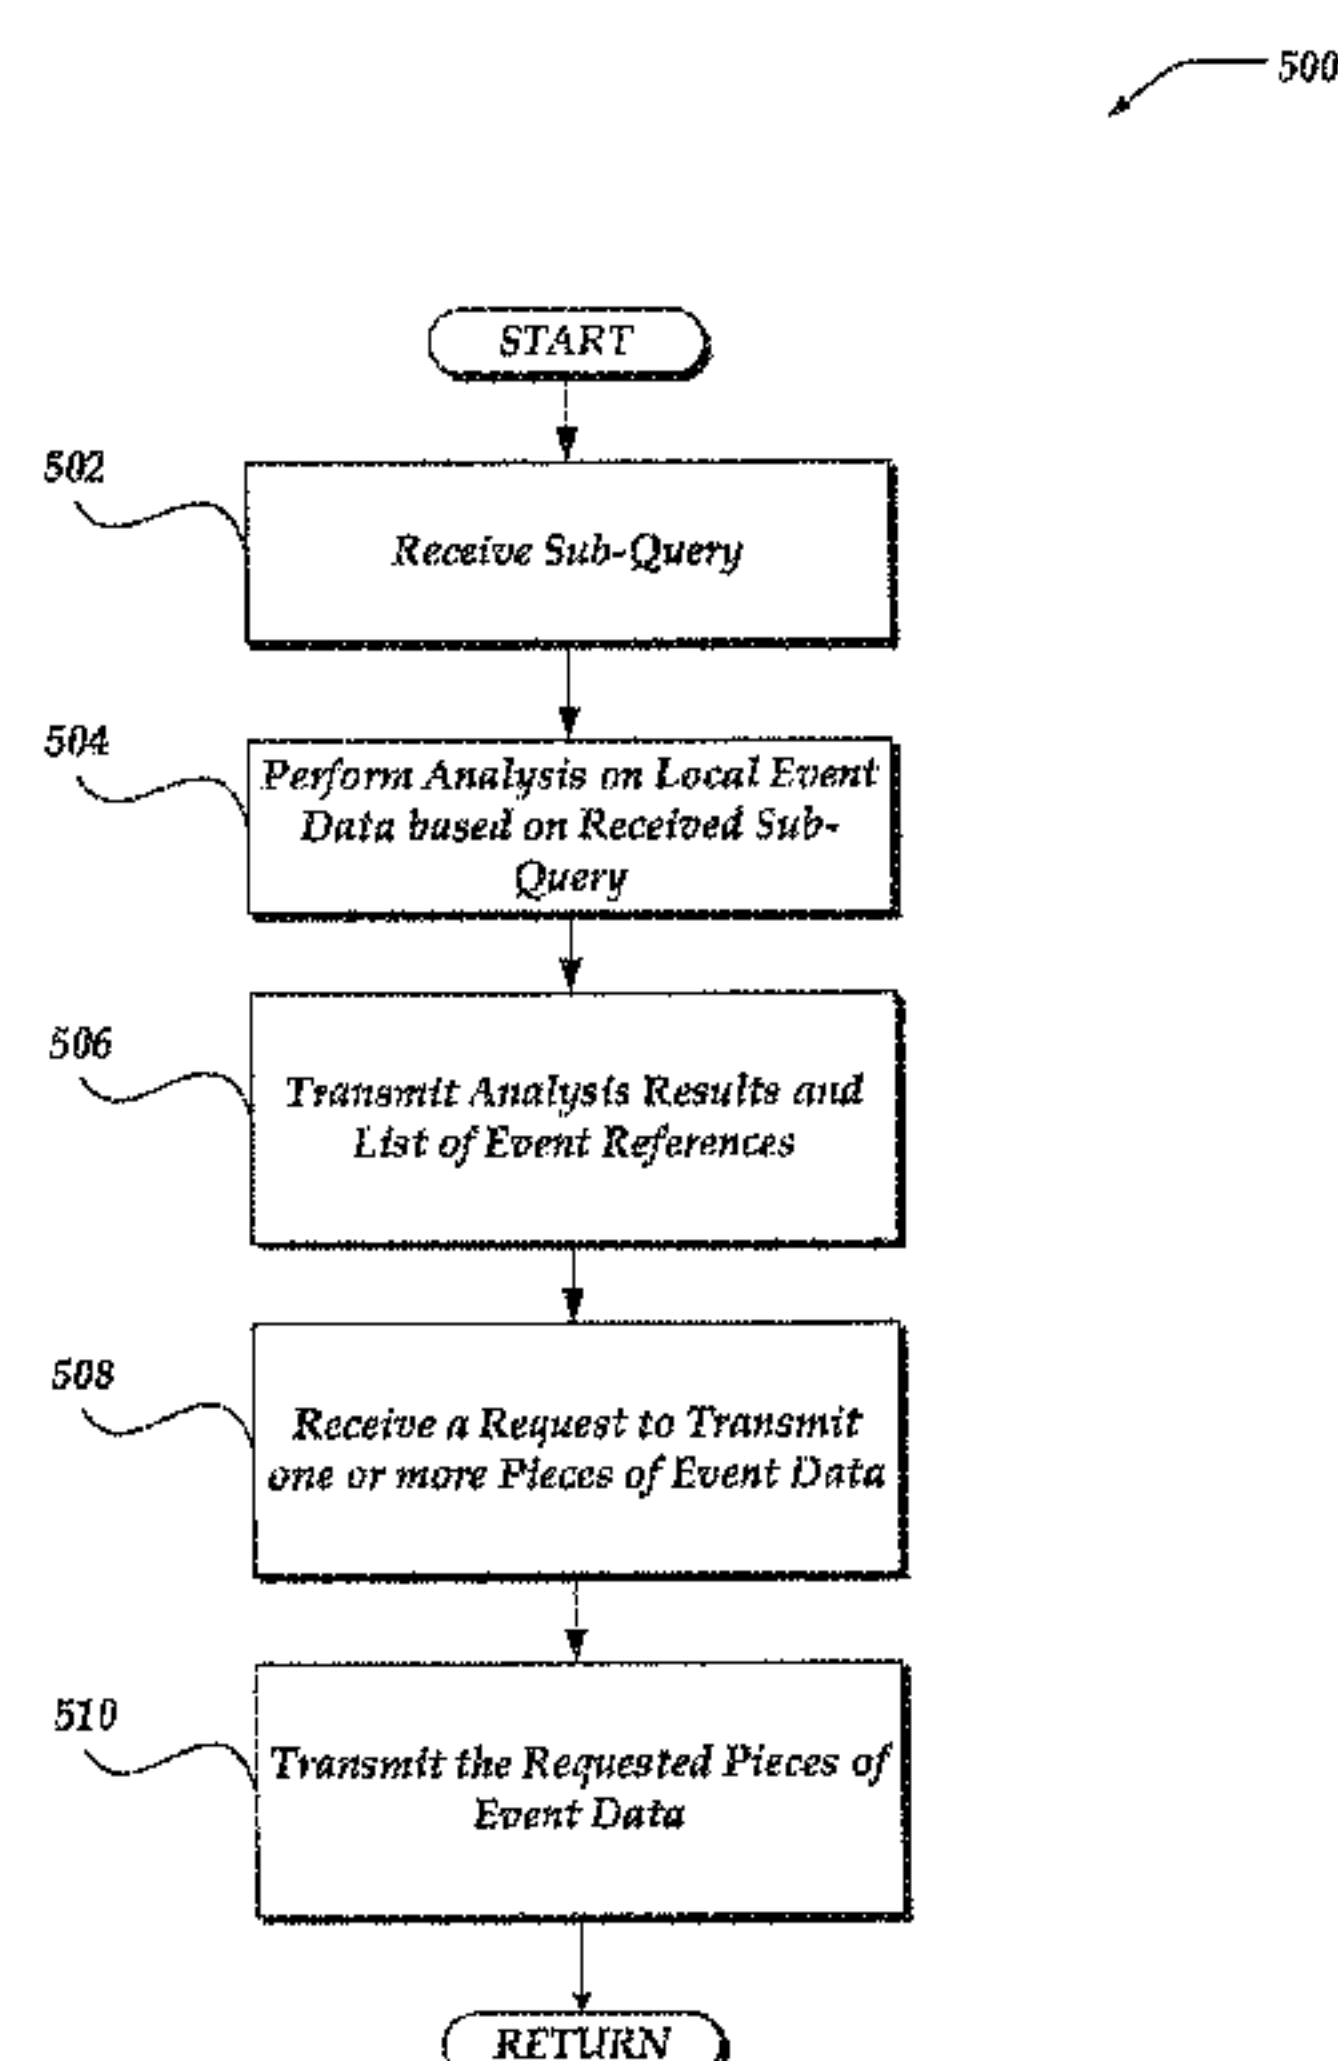 500
START
502
Receive Sub-Query
504
Perform Analysis on Local Event
Data based on Received Sub-
Query
506
Transmit Analysis Results and
List of Event References
508
Receive a Request to Transmit
one or more Pieces of Event Data
510
Transmit the Requested Pieces of
Event Data
RETURN